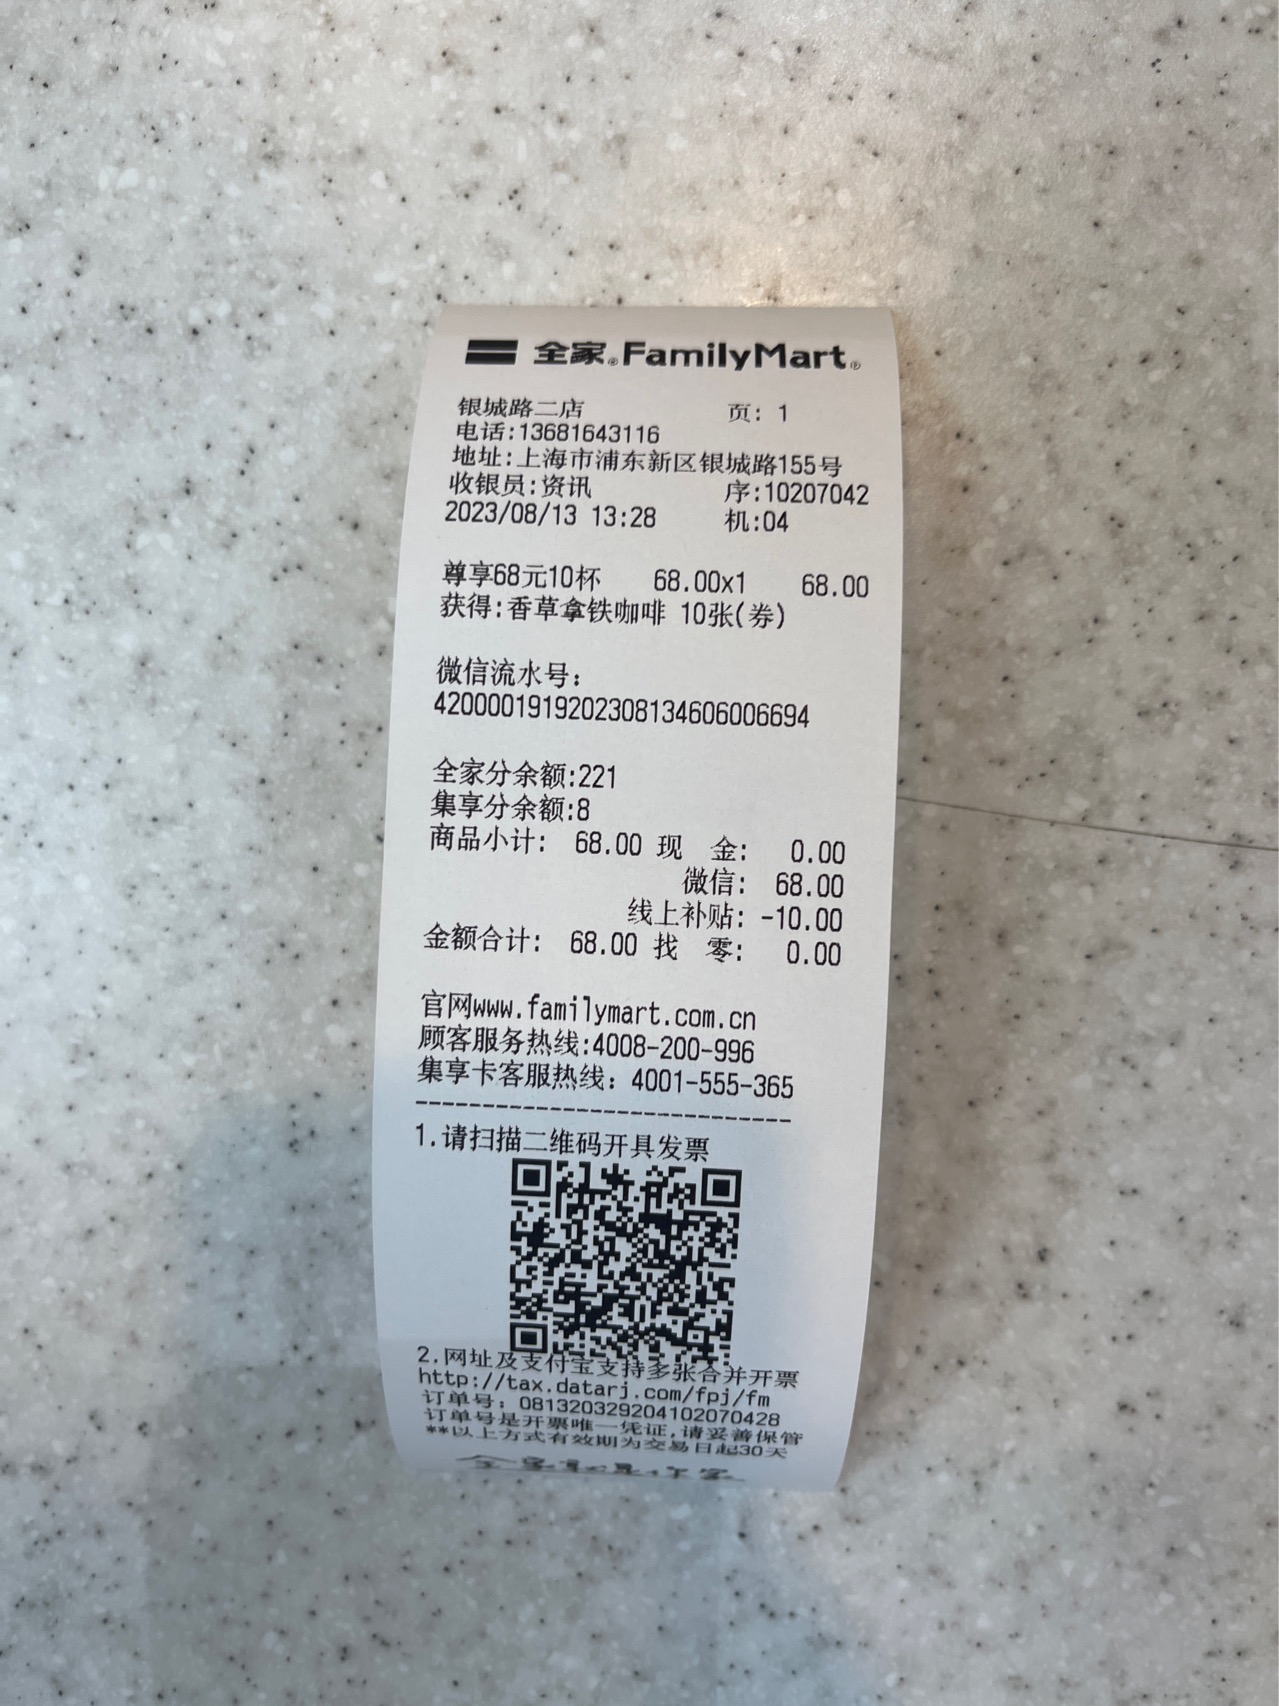 全家®FamilyMart®
银城路二店 页: 1
电话:13681643116
地址:上海市浦东新区银城路155号
收银员:资讯 序:10207042
2023/08/13 13:28 机:04
尊享68元10杯 68.00x1 68.00
获得:香草拿铁咖啡 10张(券)
微信流水号:
4200001919202308134606006694
全家分余额:221
集享分余额:8
商品小计: 68.00 现 金: 0.00
微信: 68.00
线上补贴: -10.00
金额合计: 68.00 找 零: 0.00
官网www.familymart.com.cn
顾客服务热线:4008-200-996
集享卡客服热线: 4001-555-365
----------------------------
1.请扫描二维码开具发票
2.网址及支付宝支持多张合并开票
http://tax.datarj.com/fpj/fm
订单号: 081320329204102070428
订单号是开票唯一凭证,请妥善保管
**以上方式有效期为交易日起30天
全家就是你家